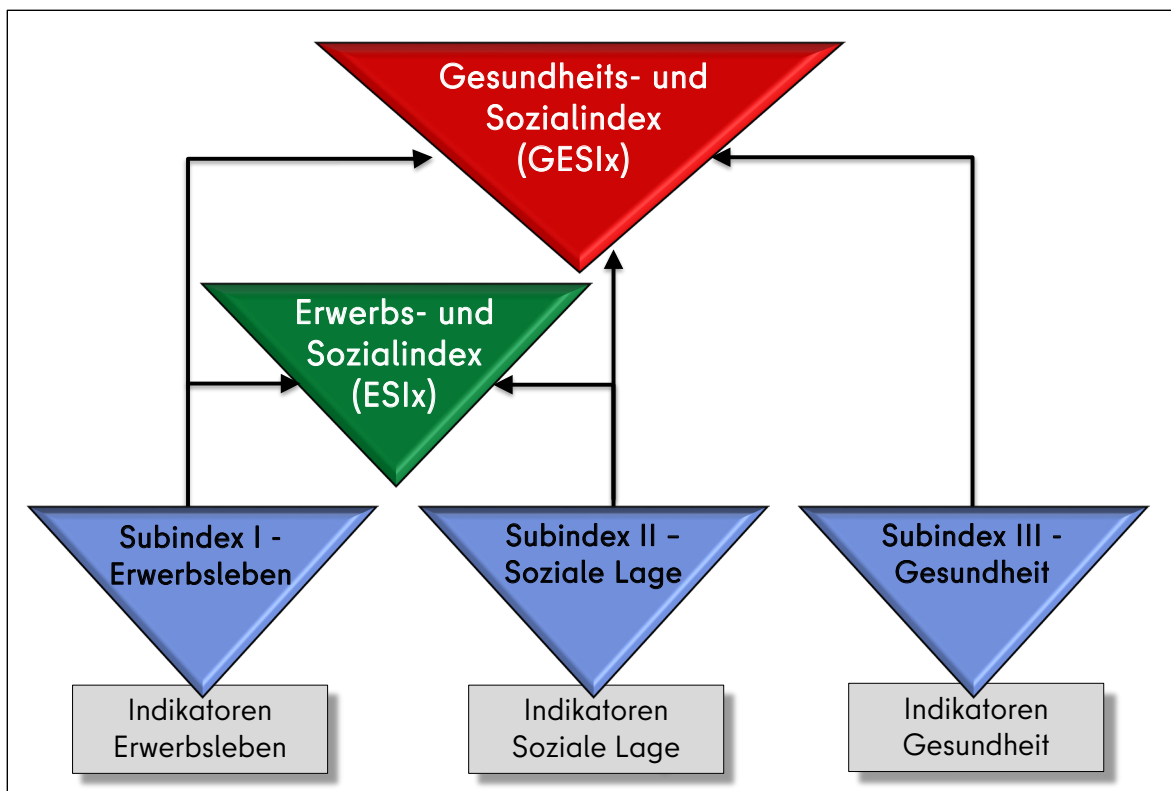 Gesundheits- und
Sozialindex
(GESIx)
Erwerbs- und
Sozialindex
(ESIx)
Subindex I -
Erwerbsleben
Subindex II –
Soziale Lage
Subindex III -
Gesundheit
Indikatoren
Erwerbsleben
Indikatoren
Soziale Lage
Indikatoren
Gesundheit